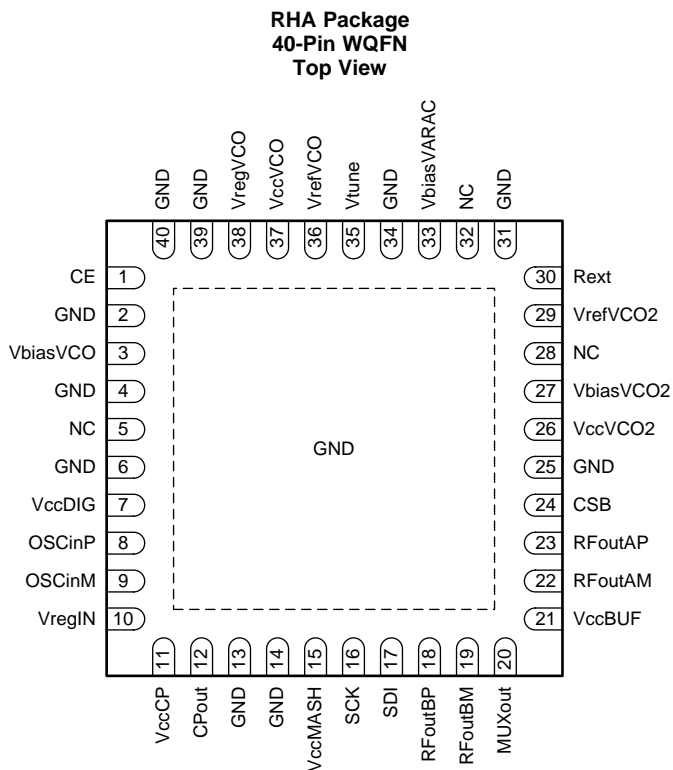 RHA Package
40-Pin WQFN
Top View
GND
GND
VregVCO
VccVCO
VrefVCO
Vtune
GND
VbiasVARAC
NC
GND
40
39
38
37
36
35
34
33
32
31
CE 1
GND 2
VbiasVCO 3
GND 4
NC 5
GND 6
VccDIG 7
OSCinP 8
OSCinM 9
VregIN 10
GND
30 Rext
29 VrefVCO2
28 NC
27 VbiasVCO2
26 VccVCO2
25 GND
24 CSB
23 RFoutAP
22 RFoutAM
21 VccBUF
11
12
13
14
15
16
17
18
19
20
VccCP
CPout
GND
GND
VccMASH
SCK
SDI
RFoutBP
RFoutBM
MUXout